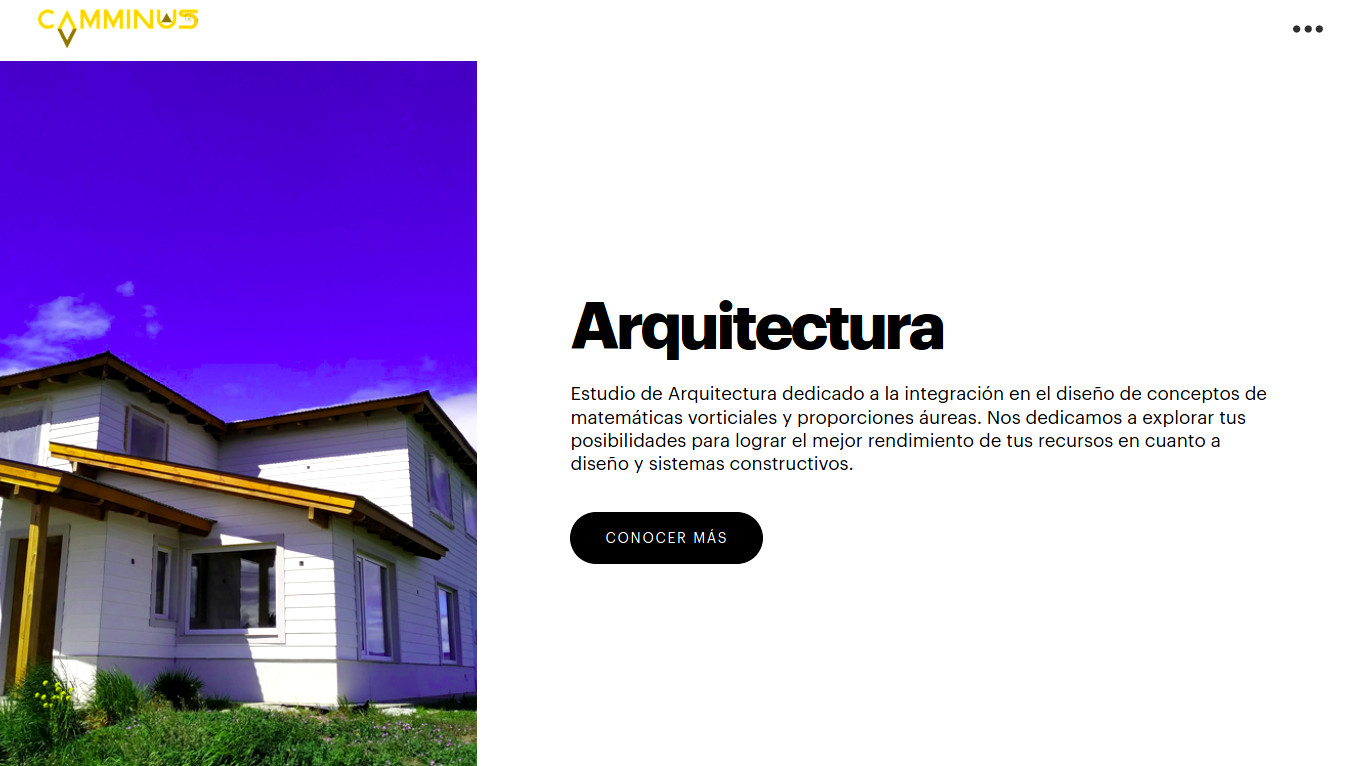 CAMMINUS
Arquitectura
Estudio de Arquitectura dedicado a la integración en el diseño de conceptos de
matemáticas vorticiales y proporciones áureas. Nos dedicamos a explorar tus
posibilidades para lograr el mejor rendimiento de tus recursos en cuanto a
diseño y sistemas constructivos.
CONOCER MÁS